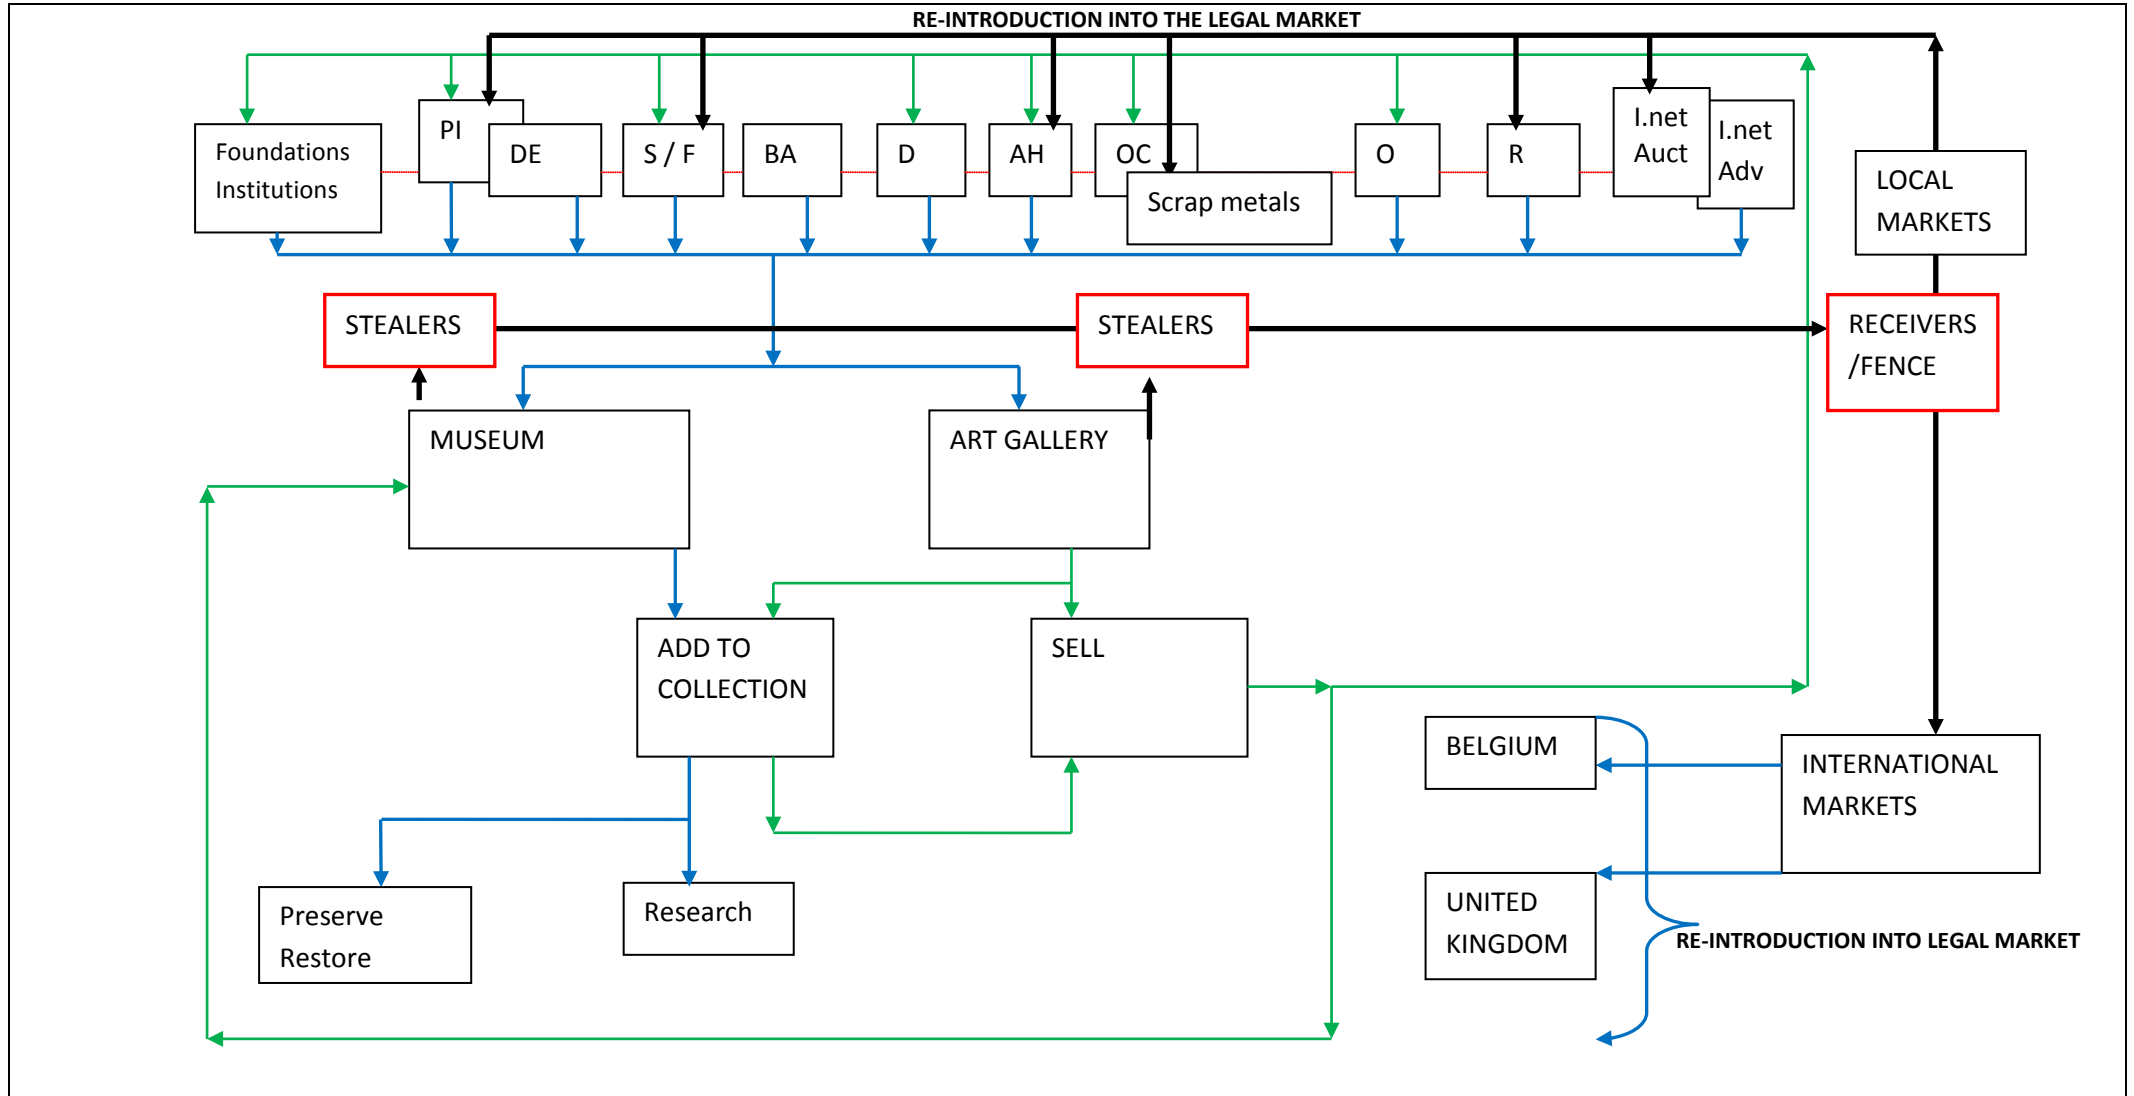 RE-INTRODUCTION INTO THE LEGAL MARKET
Foundations
Institutions
PI
DE
S / F
BA
D
AH
OC
Scrap metals
O
R
I.net
Auct
I.net
Adv
LOCAL
MARKETS
STEALERS
STEALERS
RECEIVERS
/FENCE
MUSEUM
ART GALLERY
ADD TO
COLLECTION
SELL
BELGIUM
INTERNATIONAL
MARKETS
Preserve
Restore
Research
UNITED
KINGDOM
RE-INTRODUCTION INTO LEGAL MARKET